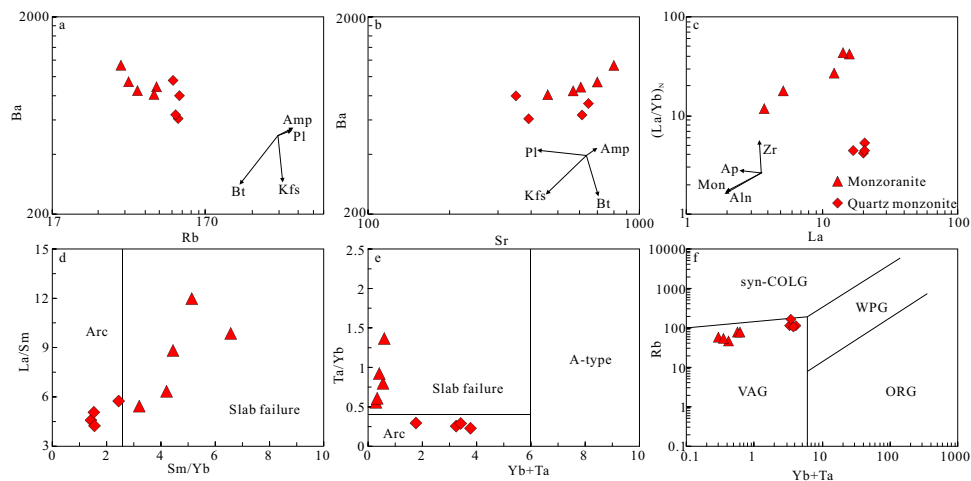 a
2000
200
Ba
17
170
Rb
Amp
Pl
Bt
Kfs
b
2000
200
Ba
100
1000
Sr
Pl
Amp
Kfs
Bt
c
100
10
1
(La/Yb)N
1
10
100
La
Zr
Ap
Mon
Aln
Monzoranite
Quartz monzonite
d
15
12
9
6
3
La/Sm
0
2
4
6
8
10
Sm/Yb
Arc
Slab failure
e
2.5
2
1.5
1
0.5
0
Ta/Yb
0
2
4
6
8
10
Yb+Ta
Slab failure
A-type
Arc
f
10000
1000
100
10
1
0.1
Rb
0.1
1
10
100
1000
Yb+Ta
syn-COLG
WPG
VAG
ORG